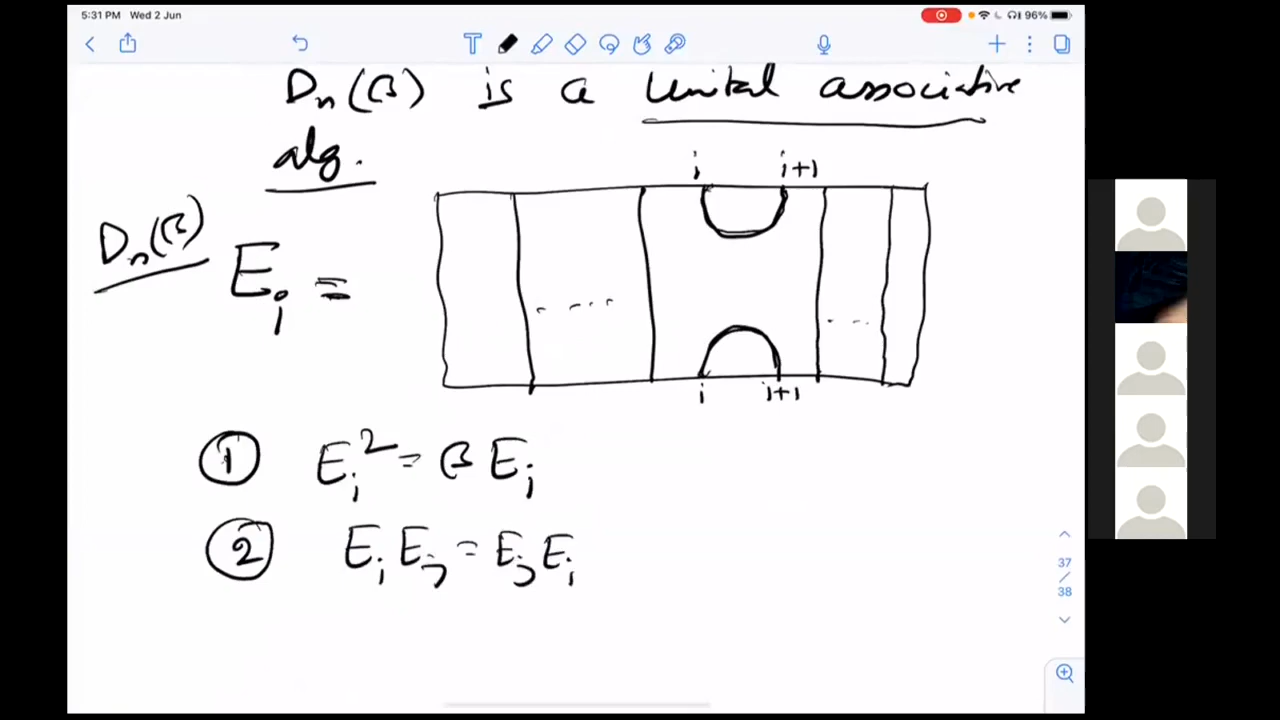 5:31 PM Wed 2 Jun
96%
Dₙ(β) is a unital associative
alg.
i i+1
Dₙ(β)
Eᵢ =
....
...
i i+1
① Eᵢ² = β Eᵢ
② Eᵢ Eⱼ = Eⱼ Eᵢ
37
/
38